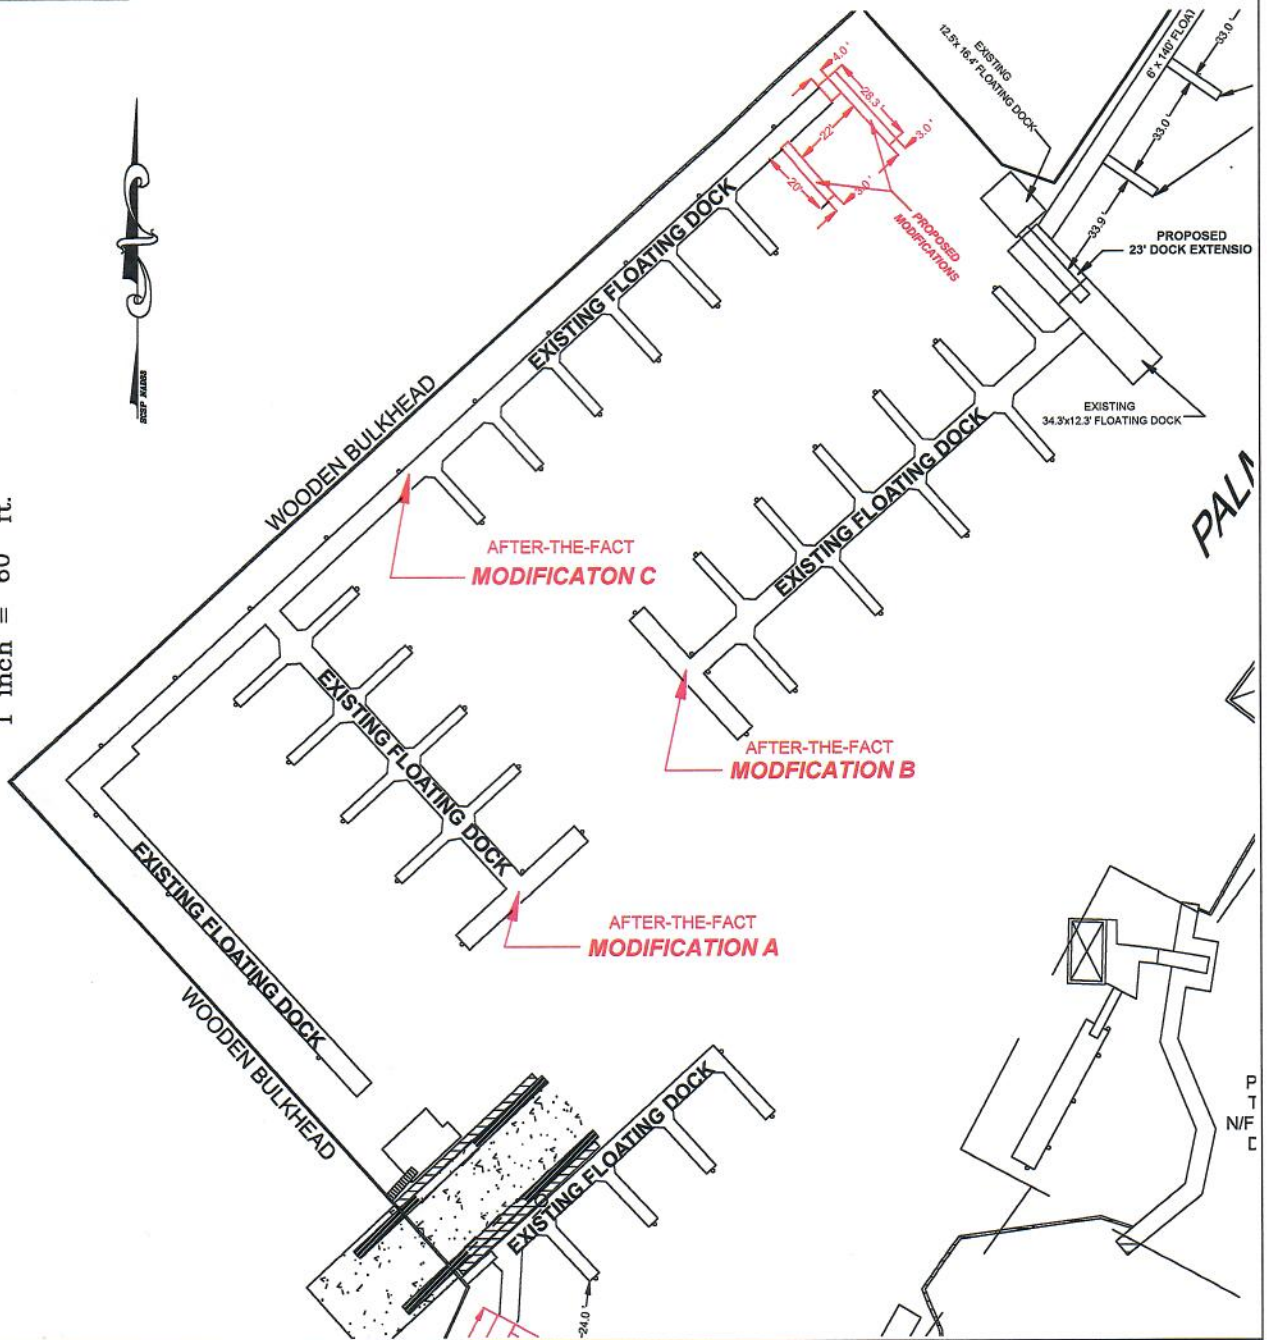 1 inch = 60 ft.
EXISTING
12.5'x 16.4' FLOATING DOCK
6' x 140' FLOAT
33.0'
33.0'
33.9'
4.0'
28.3'
3.0'
22'
20'
3.0'
PROPOSED
MODIFICATIONS
PROPOSED
23' DOCK EXTENSIO
EXISTING
34.3'x12.3' FLOATING DOCK
EXISTING FLOATING DOCK
WOODEN BULKHEAD
AFTER-THE-FACT
MODIFICATON C
EXISTING FLOATING DOCK
PALM
AFTER-THE-FACT
MODFICATION B
EXISTING FLOATING DOCK
AFTER-THE-FACT
MODIFICATION A
EXISTING FLOATING DOCK
WOODEN BULKHEAD
EXISTING FLOATING DOCK
24.0'
P
T
N/F